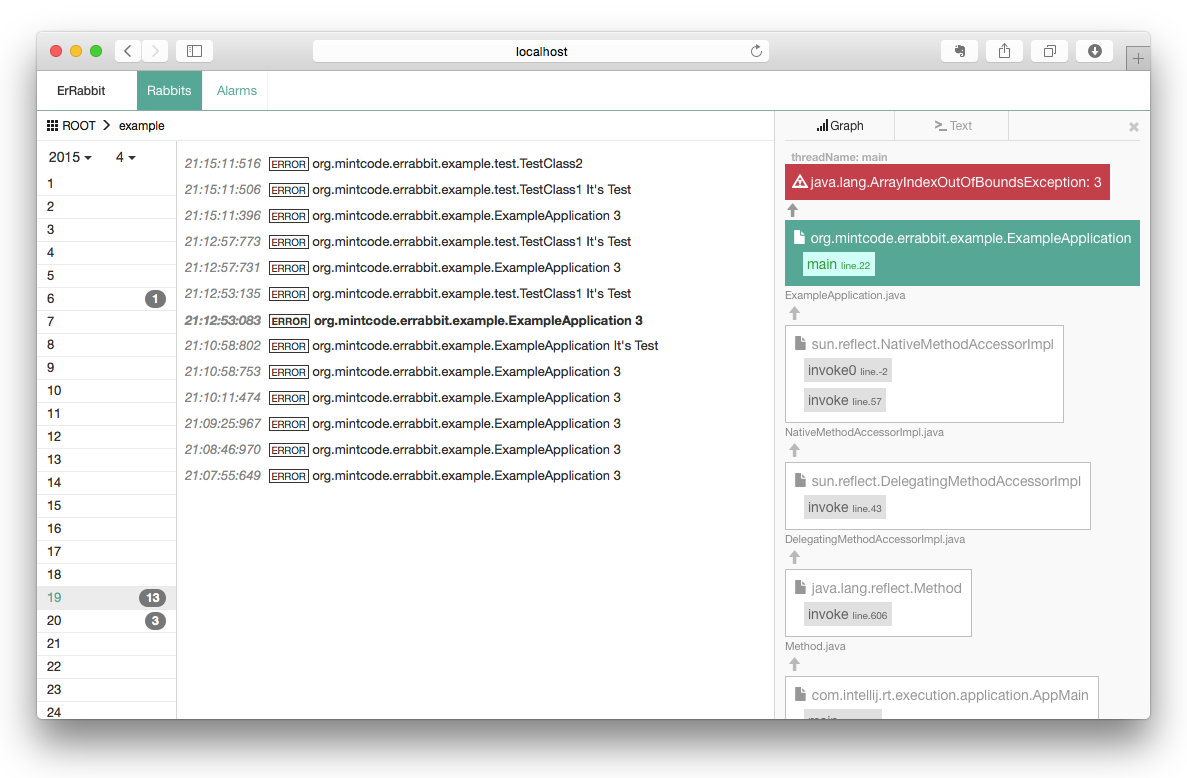 localhost
ErRabbit Rabbits Alarms
ROOT example
2015 4
1
2
3
4
5
6 1
7
8
9
10
11
12
13
14
15
16
17
18
19 13
20 3
21
22
23
24
21:15:11:516 ERROR org.mintcode.errabbit.example.test.TestClass2
21:15:11:506 ERROR org.mintcode.errabbit.example.test.TestClass1 It's Test
21:15:11:396 ERROR org.mintcode.errabbit.example.ExampleApplication 3
21:12:57:773 ERROR org.mintcode.errabbit.example.test.TestClass1 It's Test
21:12:57:731 ERROR org.mintcode.errabbit.example.ExampleApplication 3
21:12:53:135 ERROR org.mintcode.errabbit.example.test.TestClass1 It's Test
21:12:53:083 ERROR org.mintcode.errabbit.example.ExampleApplication 3
21:10:58:802 ERROR org.mintcode.errabbit.example.ExampleApplication It's Test
21:10:58:753 ERROR org.mintcode.errabbit.example.ExampleApplication 3
21:10:11:474 ERROR org.mintcode.errabbit.example.ExampleApplication 3
21:09:25:967 ERROR org.mintcode.errabbit.example.ExampleApplication 3
21:08:46:970 ERROR org.mintcode.errabbit.example.ExampleApplication 3
21:07:55:649 ERROR org.mintcode.errabbit.example.ExampleApplication 3
Graph >_ Text ×
threadName: main
java.lang.ArrayIndexOutOfBoundsException: 3
org.mintcode.errabbit.example.ExampleApplication
main line.22
ExampleApplication.java
sun.reflect.NativeMethodAccessorImpl
invoke0 line.-2
invoke line.57
NativeMethodAccessorImpl.java
sun.reflect.DelegatingMethodAccessorImpl
invoke line.43
DelegatingMethodAccessorImpl.java
java.lang.reflect.Method
invoke line.606
Method.java
com.intellij.rt.execution.application.AppMain